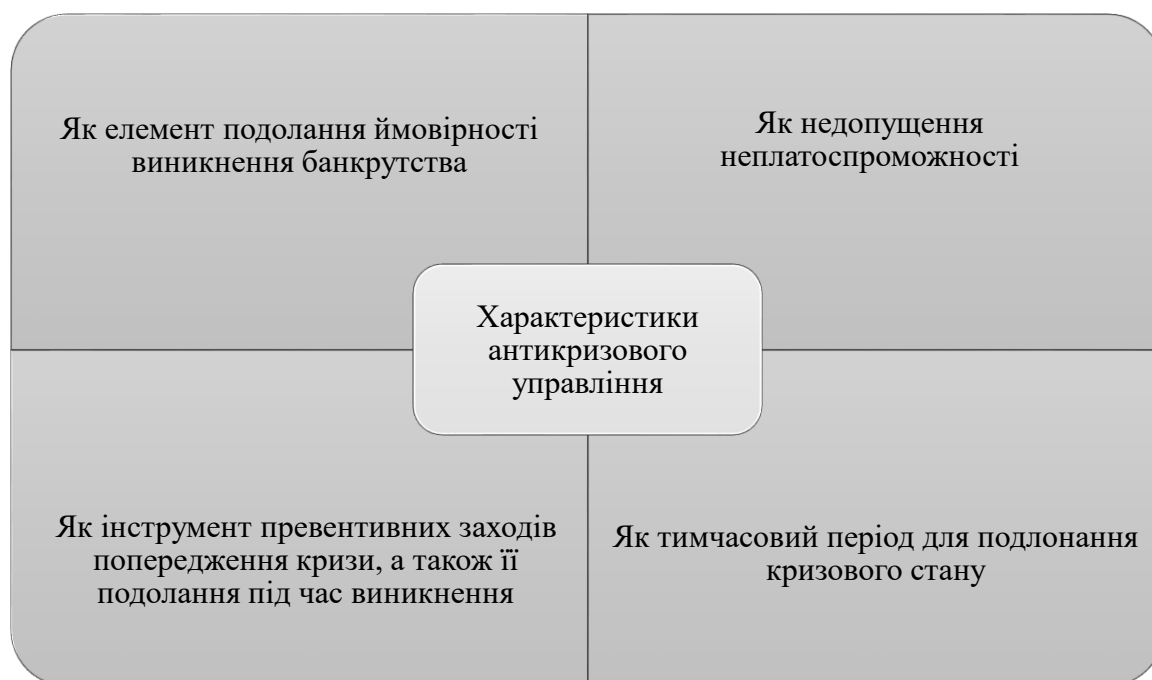 Як елемент подолання ймовірності
виникнення банкрутства
Як недопущення
неплатоспроможності
Характеристики
антикризового
управління
Як інструмент превентивних заходів
попередження кризи, а також її
подолання під час виникнення
Як тимчасовий період для подлонання
кризового стану